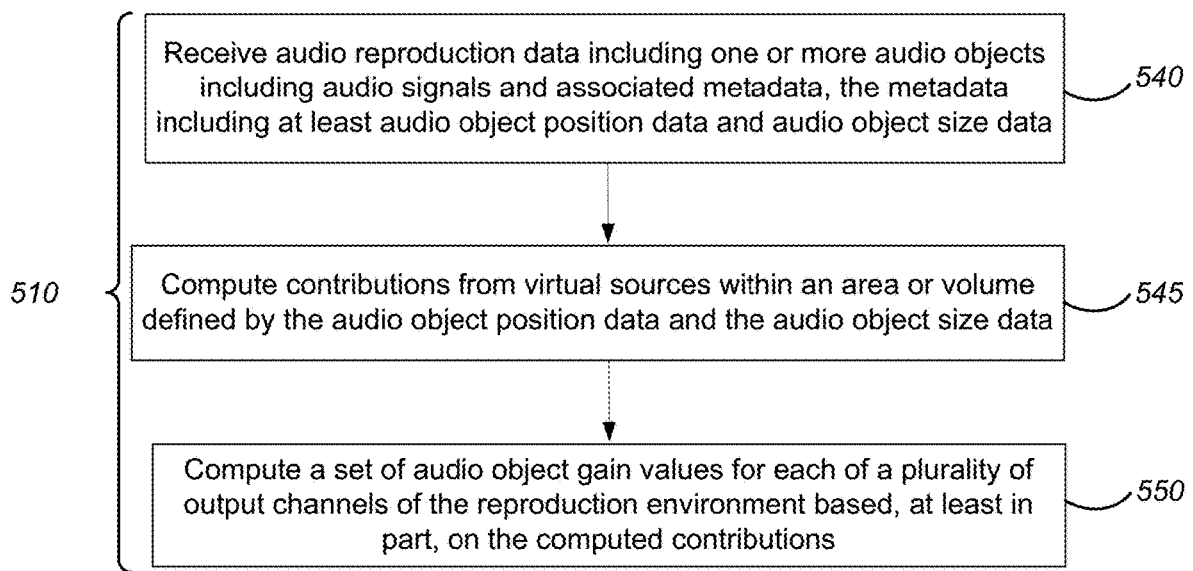 Receive audio reproduction data including one or more audio objects
including audio signals and associated metadata, the metadata
including at least audio object position data and audio object size data
540
510
Compute contributions from virtual sources within an area or volume
defined by the audio object position data and the audio object size data
545
Compute a set of audio object gain values for each of a plurality of
output channels of the reproduction environment based, at least in
part, on the computed contributions
550